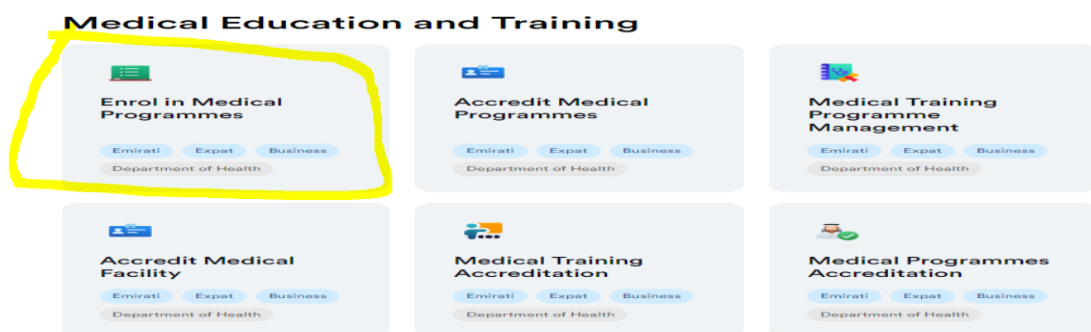 Medical Education and Training
Enrol in Medical
Programmes
Emirati Expat Business
Department of Health
Accredit Medical
Programmes
Emirati Expat Business
Department of Health
Medical Training
Programme
Management
Emirati Expat Business
Department of Health
Accredit Medical
Facility
Emirati Expat Business
Department of Health
Medical Training
Accreditation
Emirati Expat Business
Department of Health
Medical Programmes
Accreditation
Emirati Expat Business
Department of Health